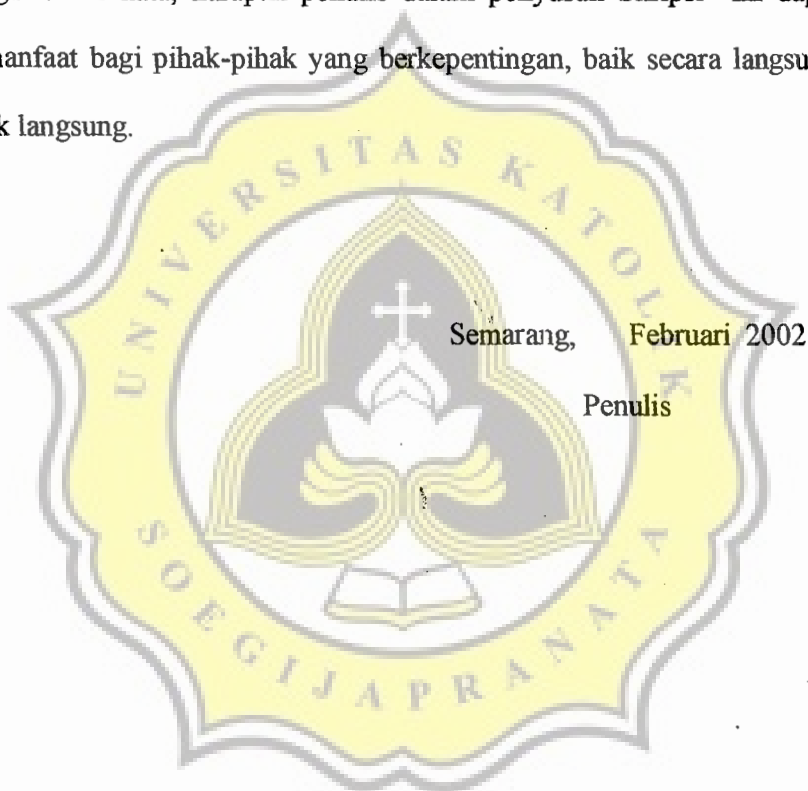 manfaat bagi pihak-pihak yang berkepentingan, baik secara langsu
k langsung.
UNIVERSITAS KATOLIK
Semarang, Februari 2002
Penulis
SOEGIJAPRANATA